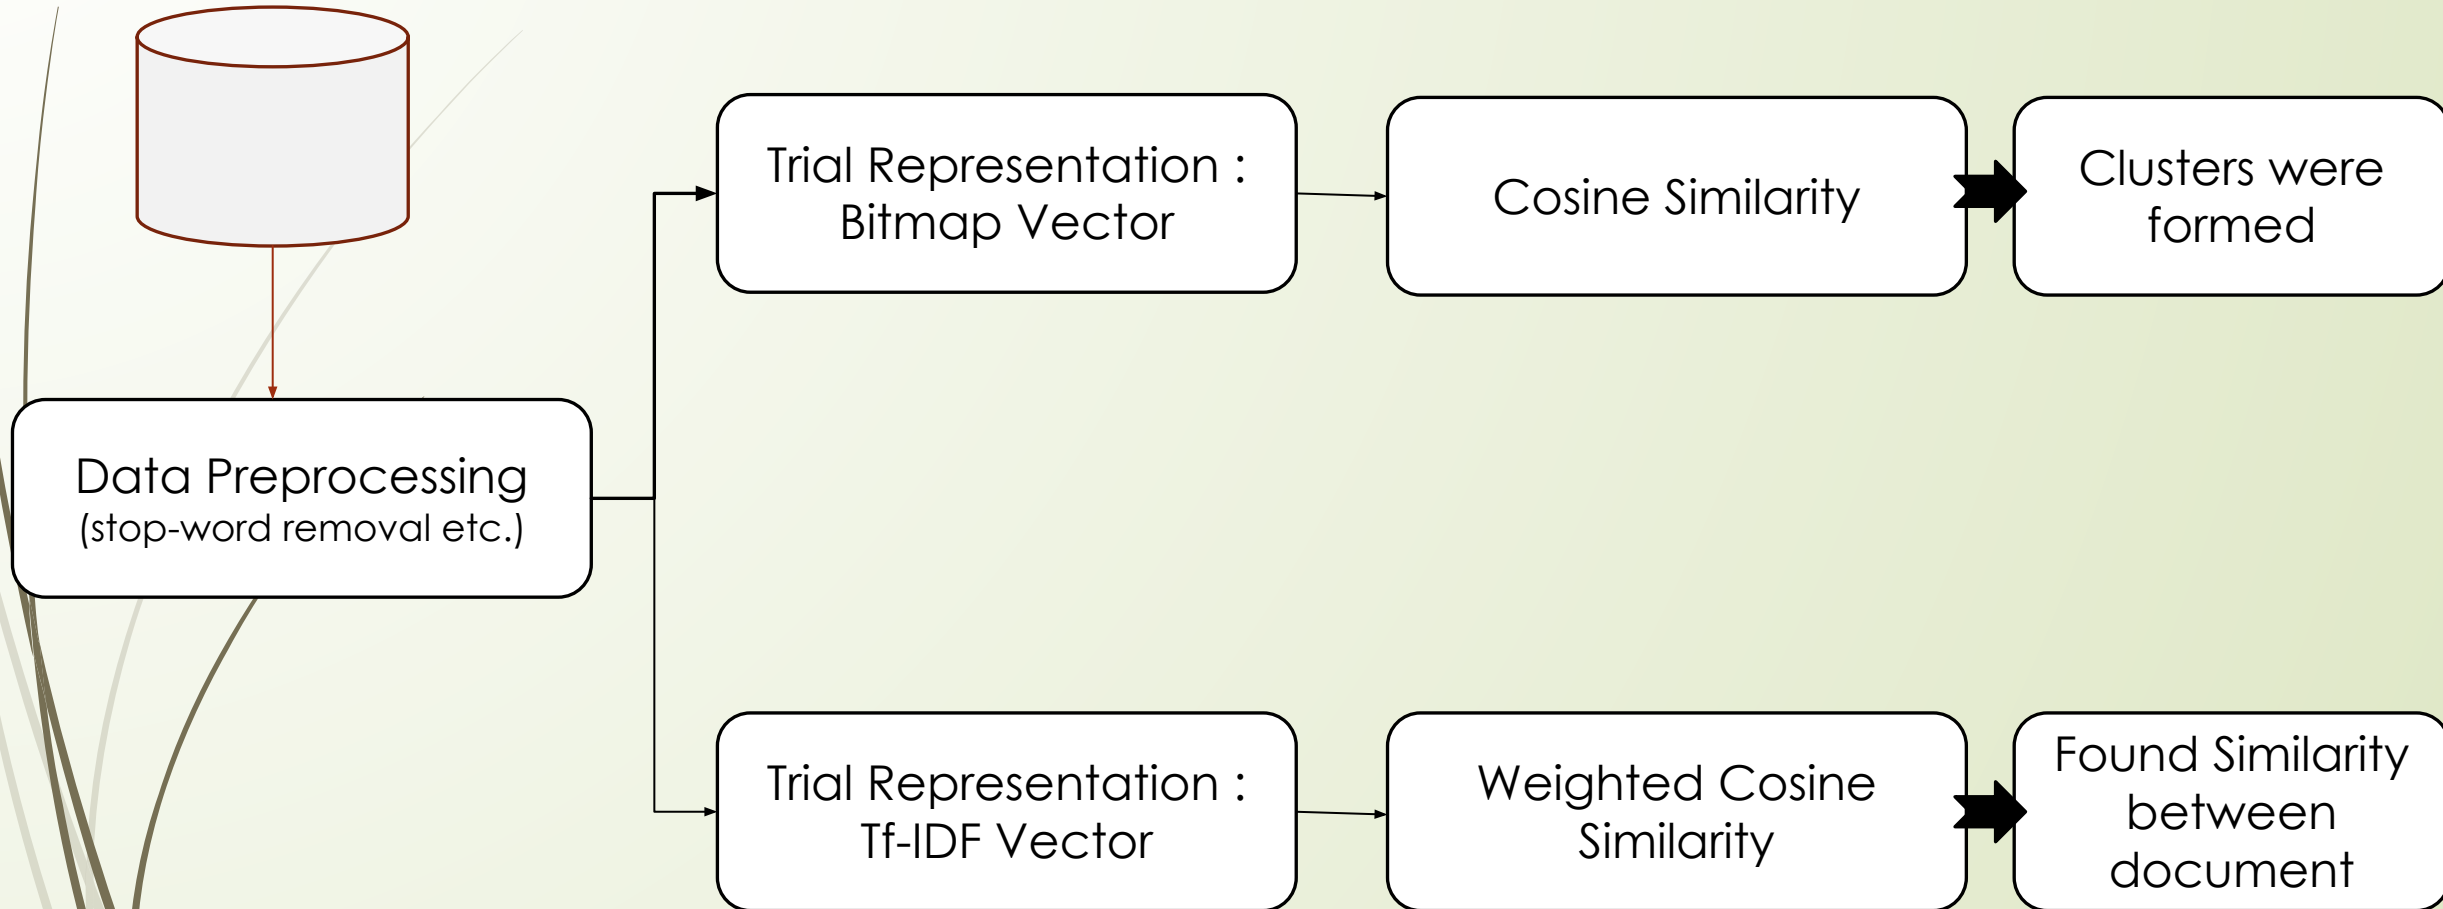 Trial Representation :
Bitmap Vector
Cosine Similarity
Clusters were
formed
Data Preprocessing
(stop-word removal etc.)
Trial Representation :
Tf-IDF Vector
Weighted Cosine
Similarity
Found Similarity
between
document